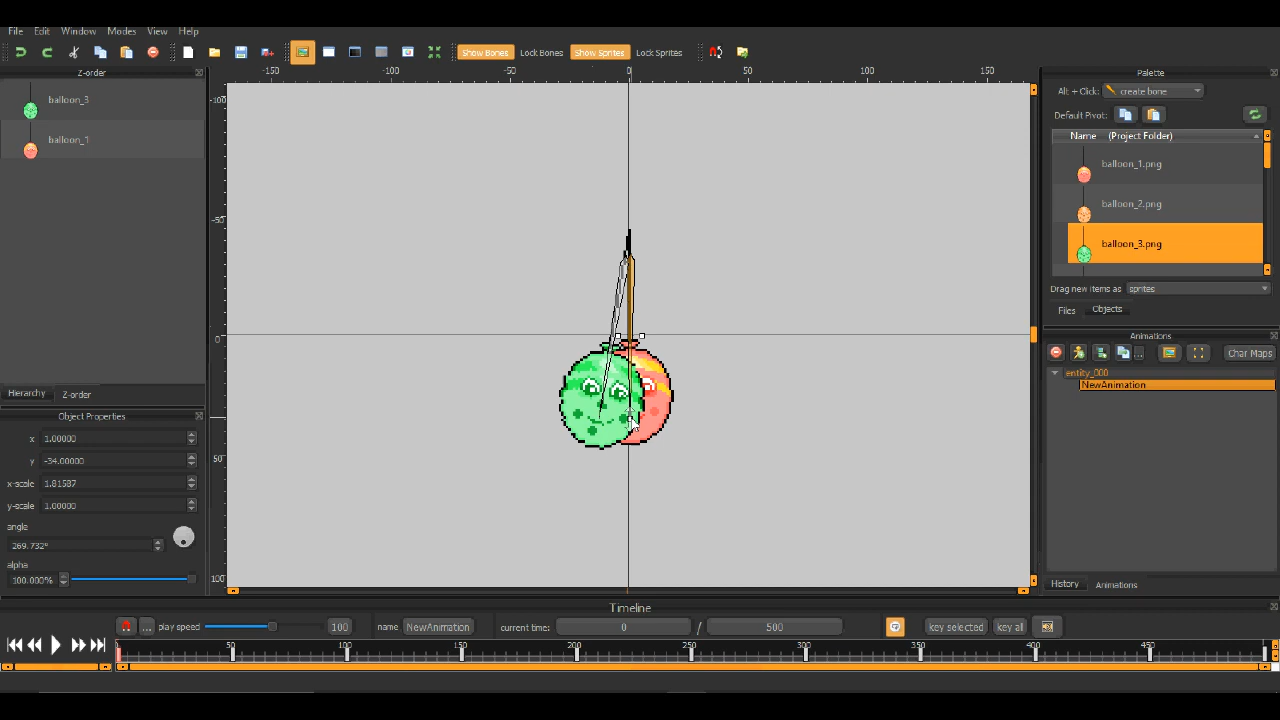 File Edit Window Modes View Help
Show Bones Lock Bones Show Sprites Lock Sprites
Z-order
balloon_3
balloon_1
Hierarchy Z-order
Object Properties
x 1.00000
y -34.00000
x-scale 1.81587
y-scale 1.00000
angle
269.732°
alpha
100.000%
-150 -100 -50 0 50 100 150
-100
-50
0
50
100
Palette
Alt + Click: create bone
Default Pivot:
Name (Project Folder)
balloon_1.png
balloon_2.png
balloon_3.png
Drag new items as sprites
Files Objects
Animations
... Char Maps
entity_000
NewAnimation
History Animations
Timeline
... play speed 100 name NewAnimation current time: 0 / 500 key selected key all
50 100 150 200 250 300 350 400 450